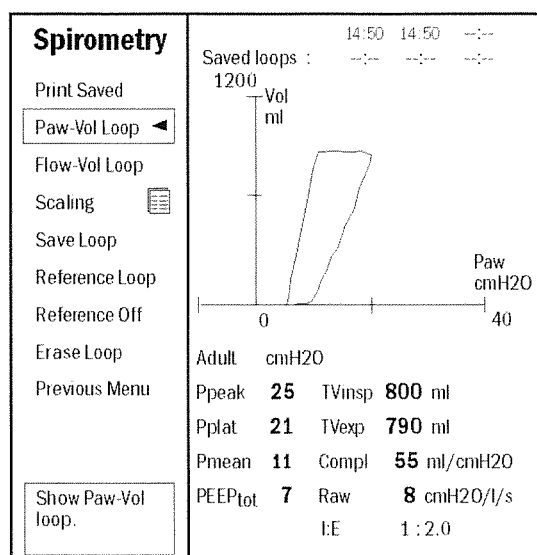 Spirometry
Print Saved
Paw-Vol Loop
Flow-Vol Loop
Scaling
Save Loop
Reference Loop
Reference Off
Erase Loop
Previous Menu
Show Paw-Vol
loop.
14:50 14:50 --:--
Saved loops : --:-- --:-- --:--
1200 Vol
ml
Paw
cmH2O
0 40
Adult cmH2O
Ppeak 25 TVinsp 800 ml
Pplat 21 TVexp 790 ml
Pmean 11 Compl 55 ml/cmH2O
PEEPtot 7 Raw 8 cmH2O/l/s
I:E 1:2.0